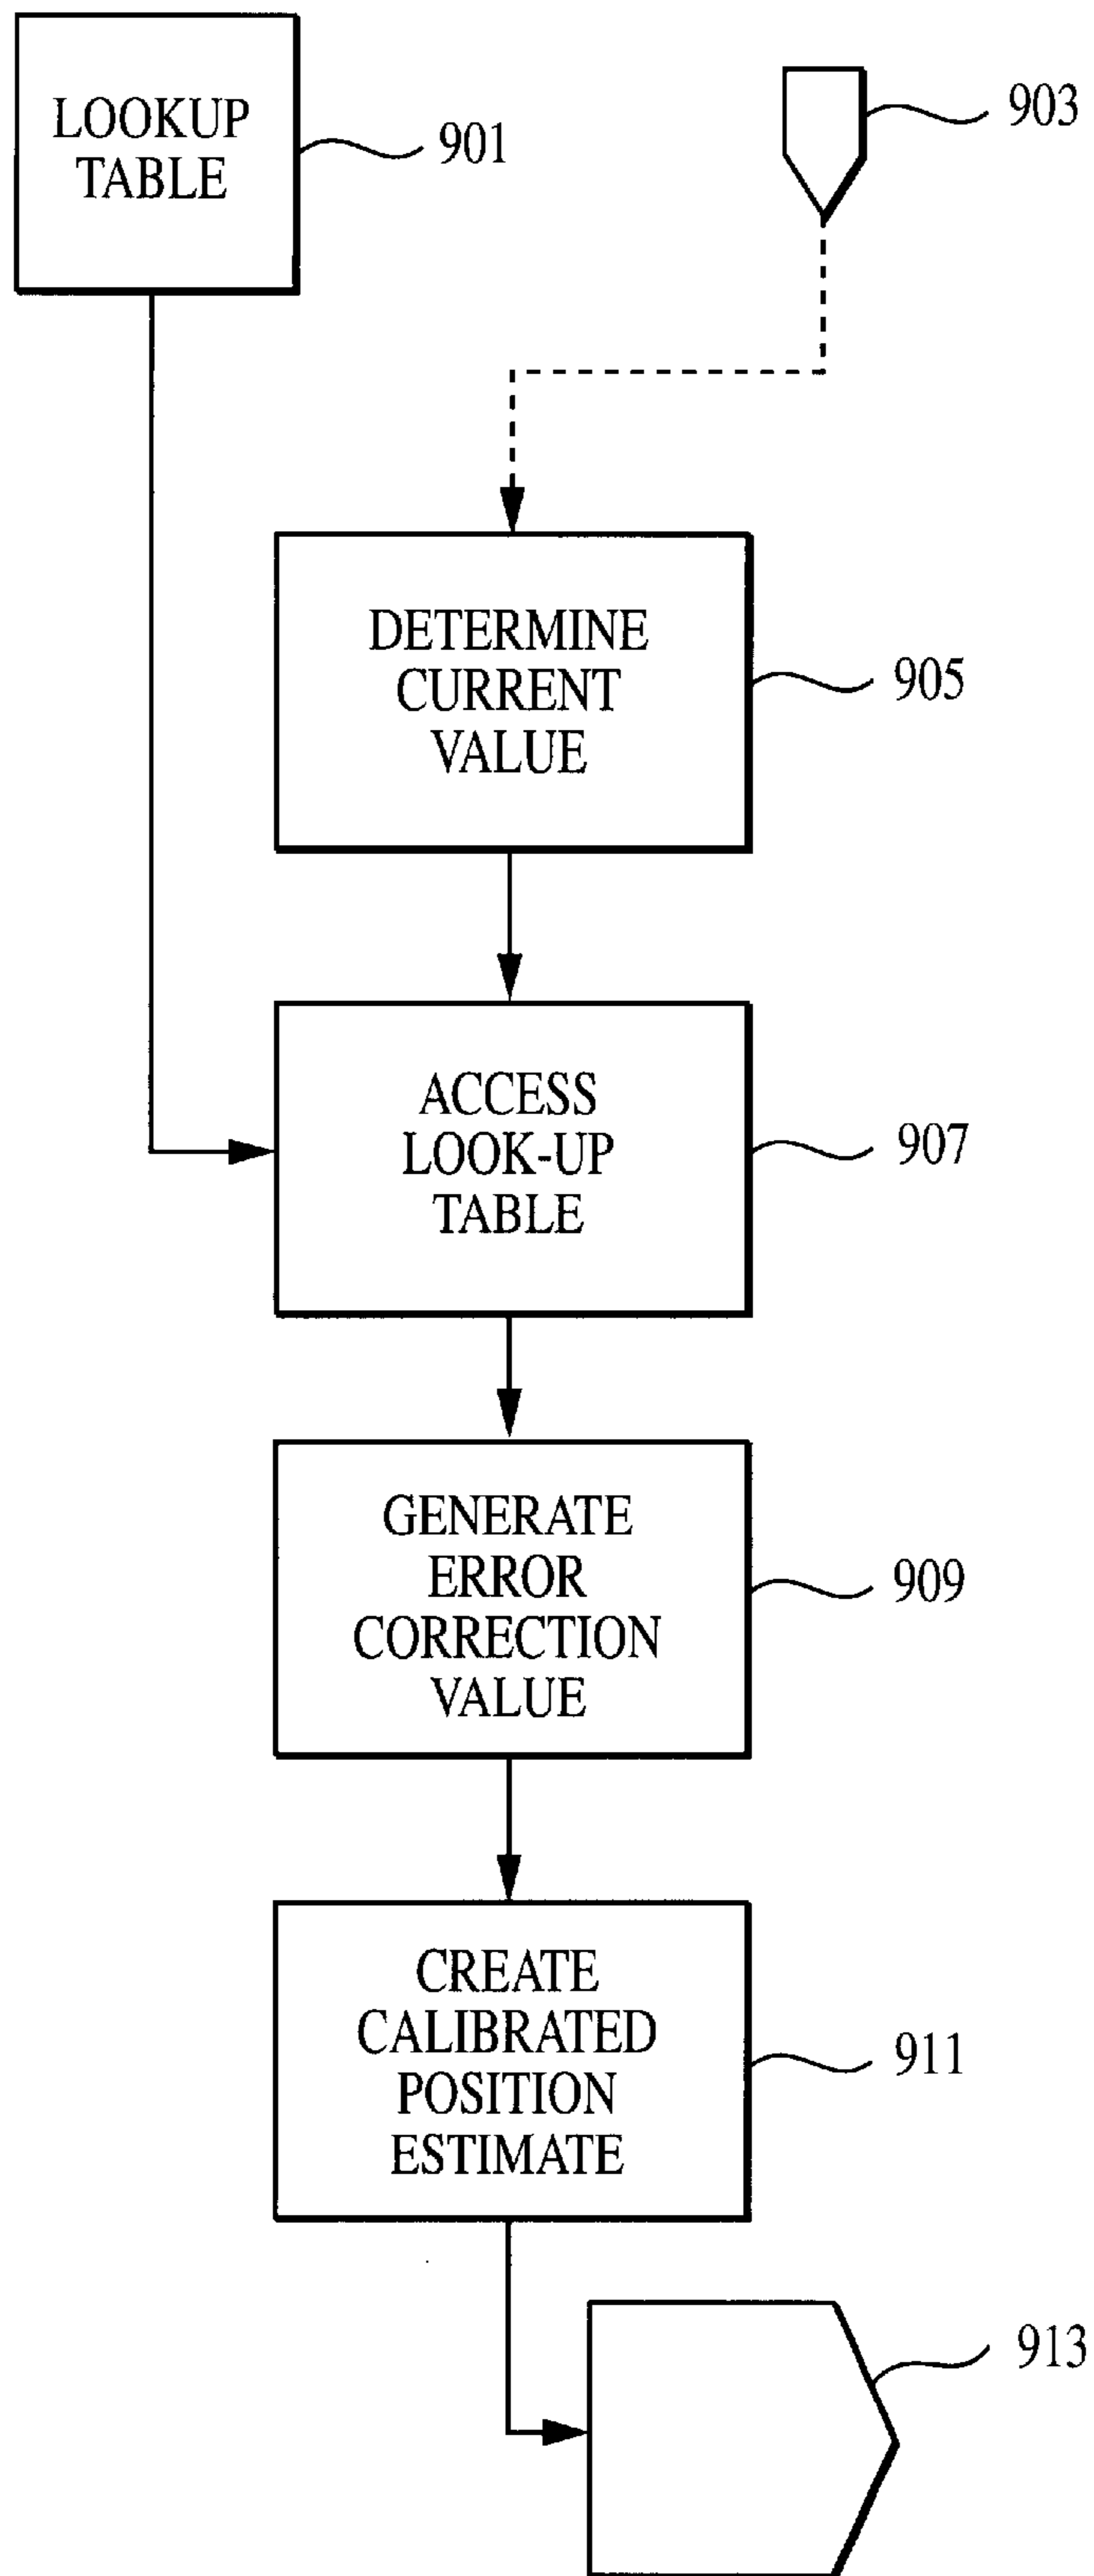 LOOKUP
TABLE
901
903
DETERMINE
CURRENT
VALUE
905
ACCESS
LOOK-UP
TABLE
907
GENERATE
ERROR
CORRECTION
VALUE
909
CREATE
CALIBRATED
POSITION
ESTIMATE
911
913